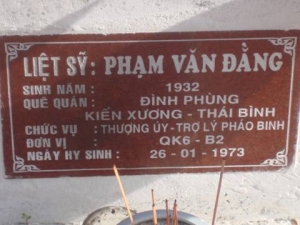 LIỆT SỸ: PHẠM VĂN ĐẰNG
SINH NĂM : 1932
QUÊ QUÁN : ĐÌNH PHÙNG
KIẾN XƯƠNG - THÁI BÌNH
CHỨC VỤ : THƯỢNG ÚY - TRỢ LÝ PHÁO BINH
ĐƠN VỊ : QK6 - B2
NGÀY HY SINH : 26 - 01 - 1973